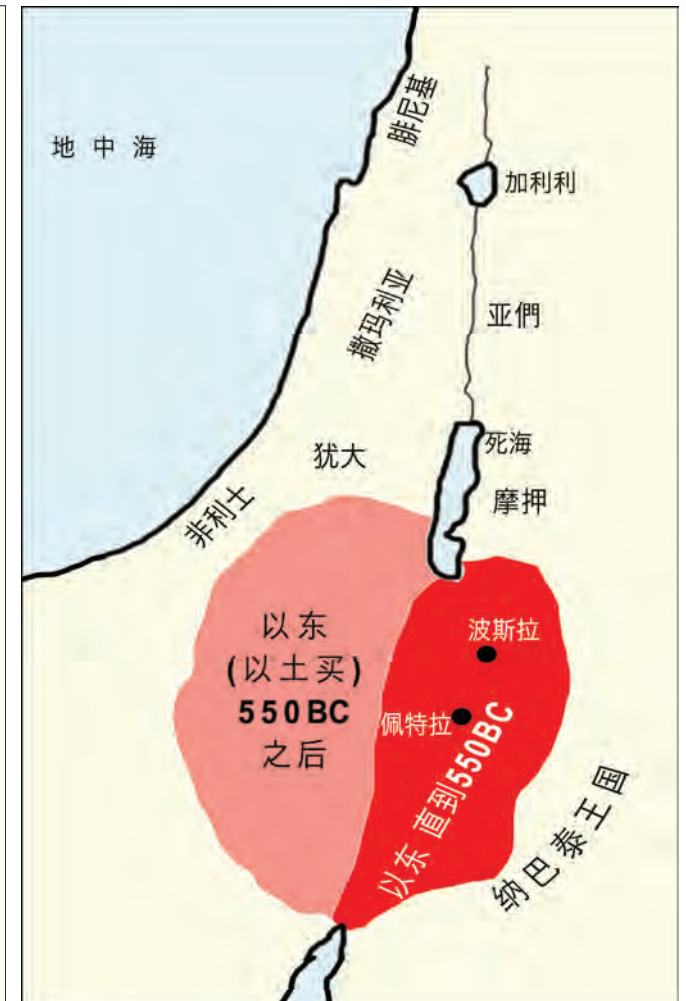 腓尼基
地中海
加利利
撒玛利亚
亚們
死海
犹大
摩押
非利士
以东
(以土买)
550BC
之后
波斯拉
佩特拉
以东 直到550BC
纳巴泰王国